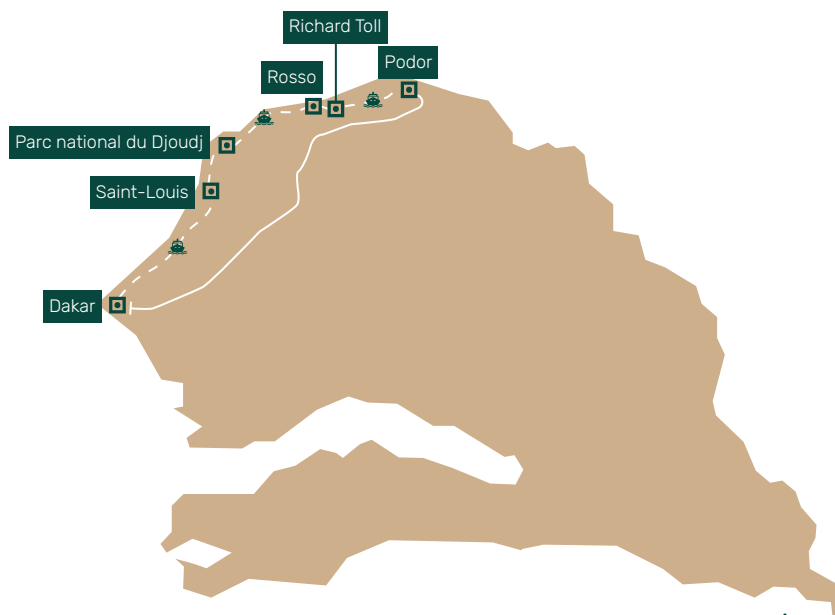 Richard Toll
Podor
Rosso
Parc national du Djoudj
Saint-Louis
Dakar